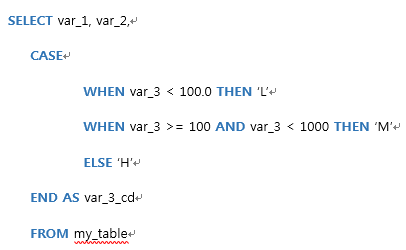 SELECT var_1, var_2,
CASE
WHEN var_3 < 100.0 THEN ‘L’
WHEN var_3 >= 100 AND var_3 < 1000 THEN ‘M’
ELSE ‘H’
END AS var_3_cd
FROM my_table